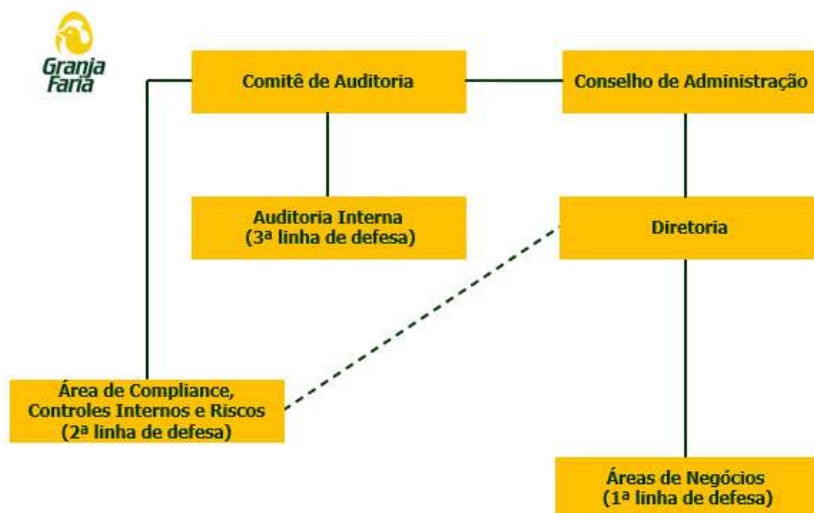 Granja
Faria
Comitê de Auditoria
Conselho de Administração
Auditoria Interna
(3ª linha de defesa)
Diretoria
Área de Compliance,
Controles Internos e Riscos
(2ª linha de defesa)
Áreas de Negócios
(1ª linha de defesa)